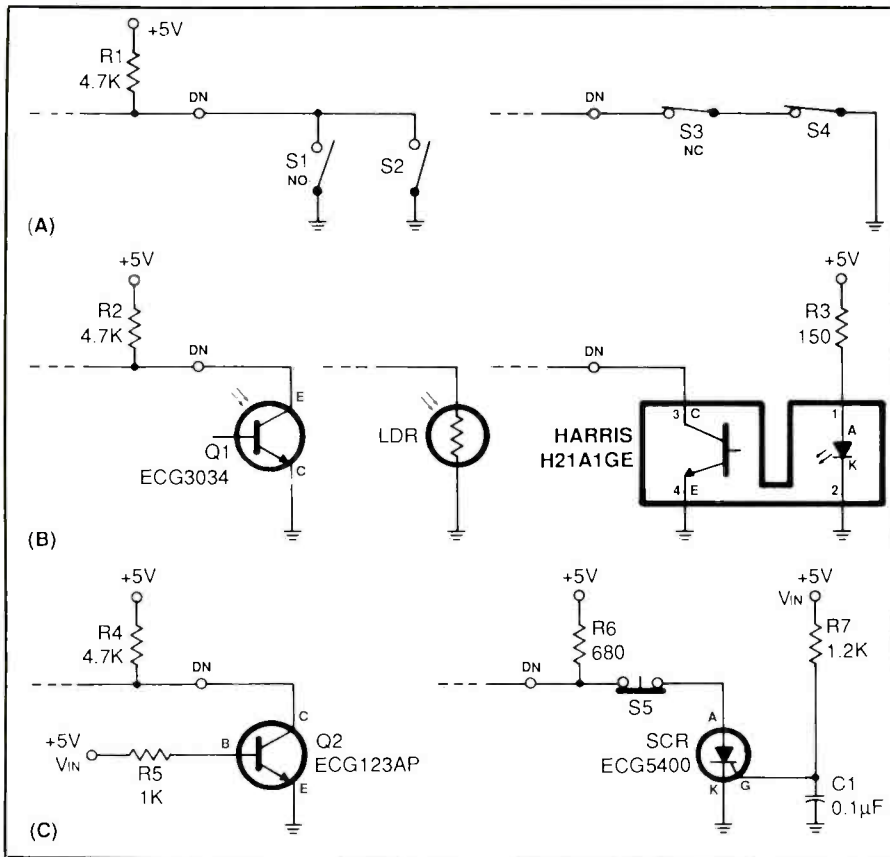 +5V
R1
4.7K
DN
S1
NO
S2
DN
S3
NC
S4
(A)
+5V
R2
4.7K
DN
E
Q1
C
ECG3034
LDR
DN
+5V
R3
150
3 C
1
A
HARRIS
H21A1GE
K
4 E
2
(B)
+5V
R4
4.7K
DN
C
+5V
VIN
B
Q2
ECG123AP
R5
1K
E
+5V
R6
680
DN
S5
+5V
VIN
R7
1.2K
A
SCR
ECG5400
K
G
C1
0.1µF
(C)